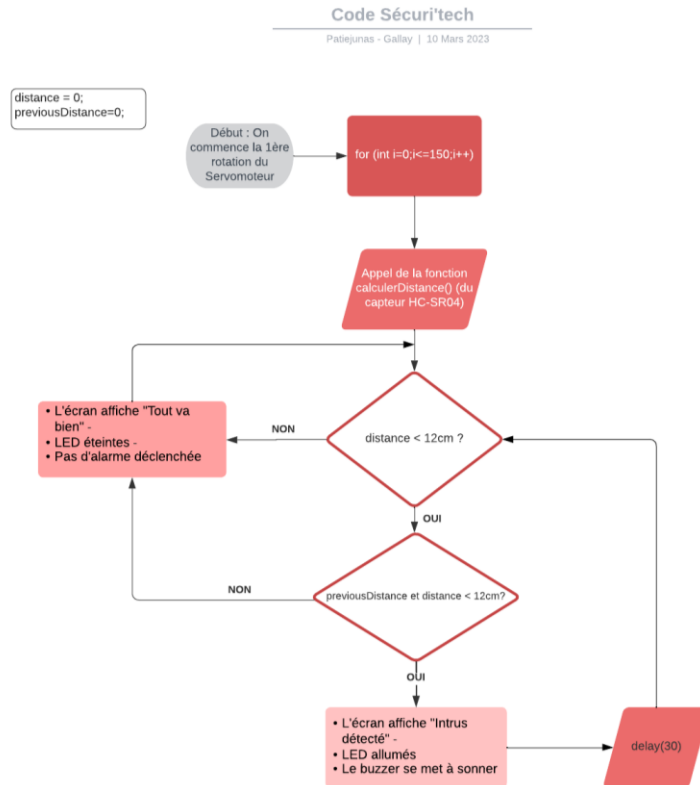 Code Sécuri'tech
Patiejunas - Gallay | 10 Mars 2023
distance = 0;
previousDistance=0;
Début : On
commence la 1ère
rotation du
Servomoteur
for (int i=0;i<=150;i++)
Appel de la fonction
calculerDistance() (du
capteur HC-SR04)
• L'écran affiche "Tout va
bien" -
• LED éteintes -
• Pas d'alarme déclenchée
NON
distance < 12cm ?
OUI
NON
previousDistance et distance < 12cm?
OUI
• L'écran affiche "Intrus
détecté" -
• LED allumés
• Le buzzer se met à sonner
delay(30)